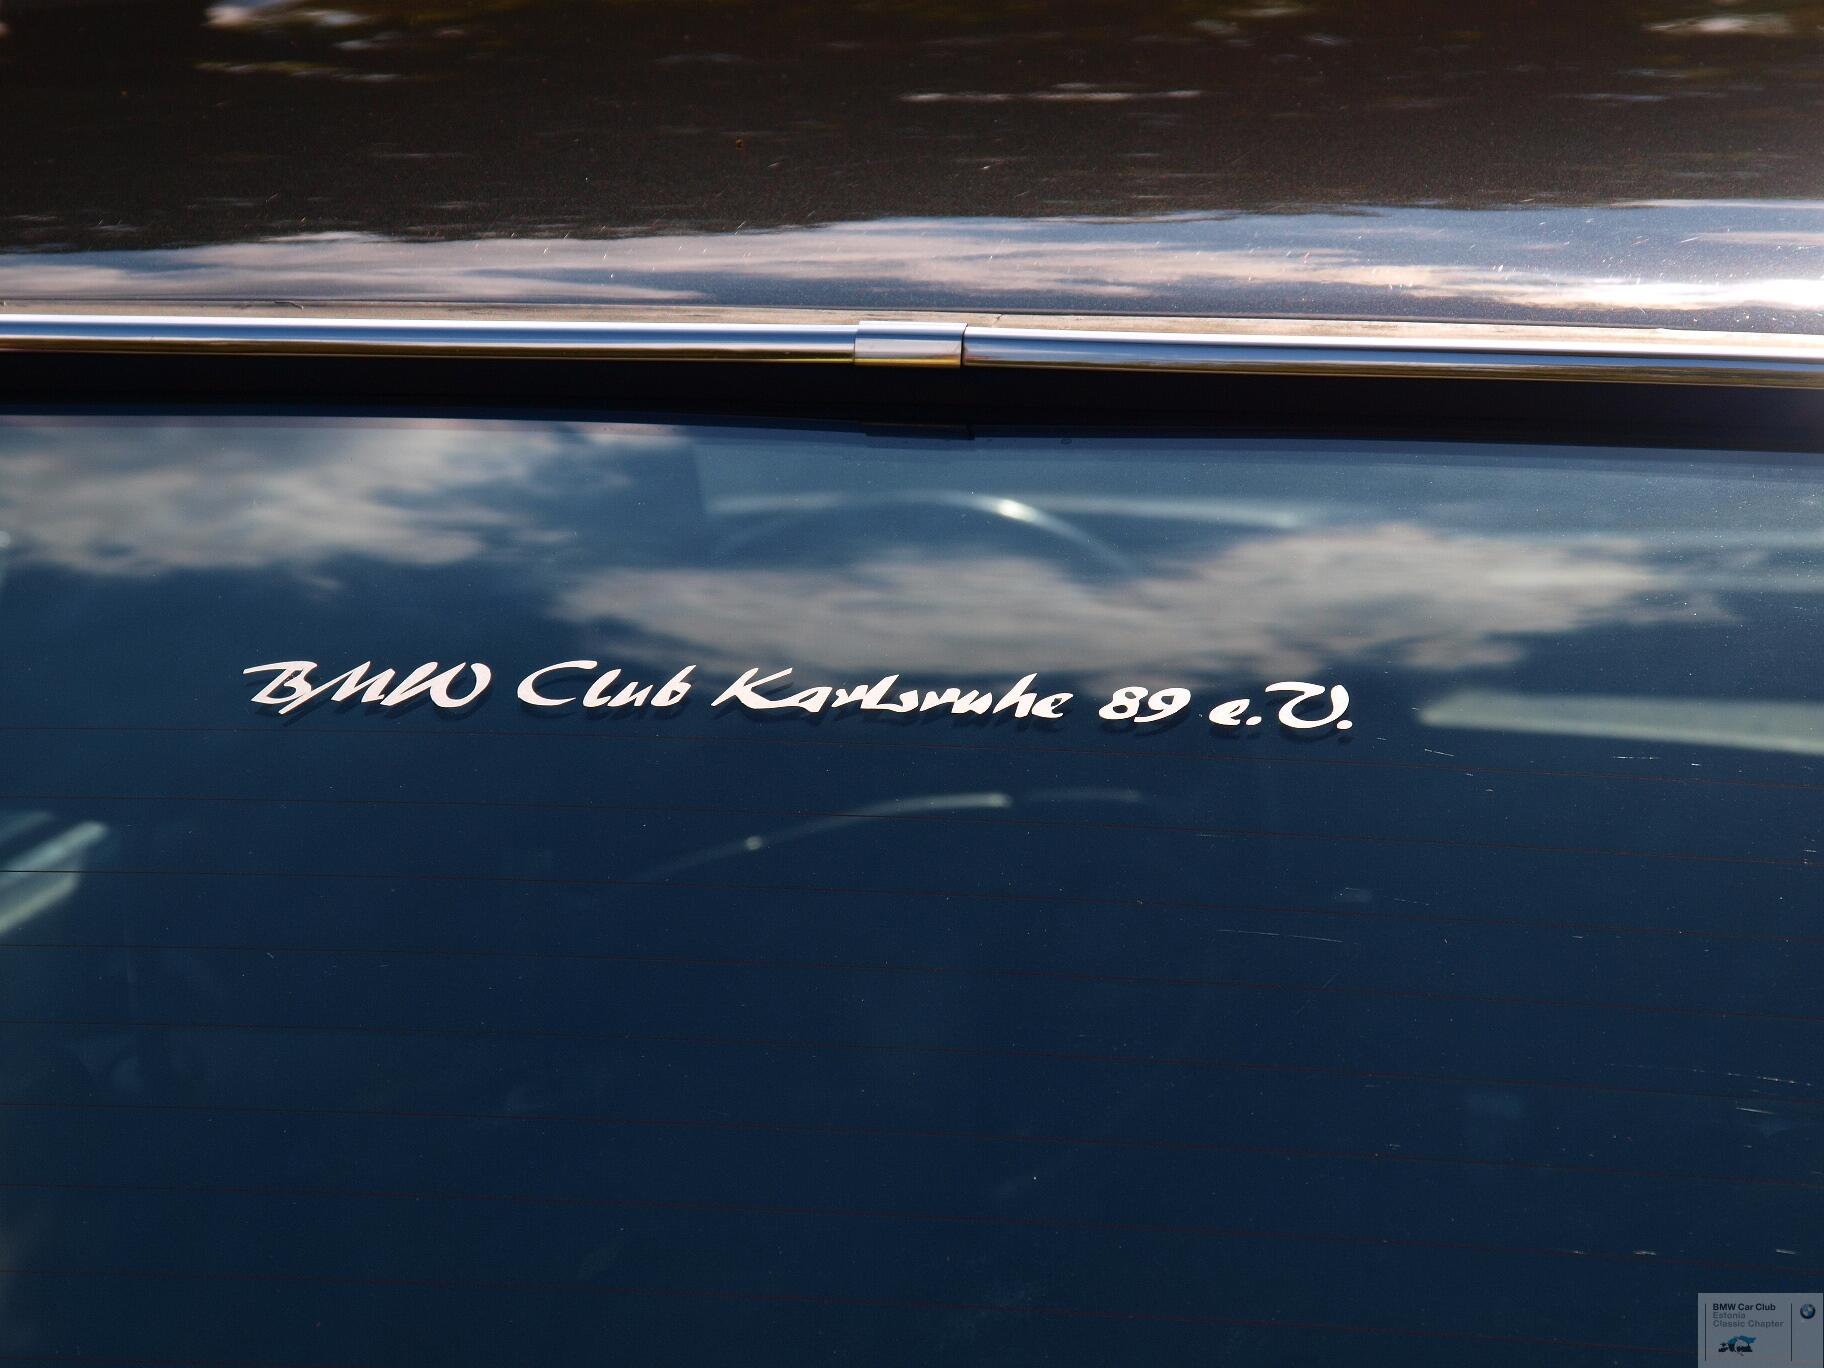 BMW Club Karlsruhe 89 e.V.
BMW Car Club
Estonia
Classic Chapter